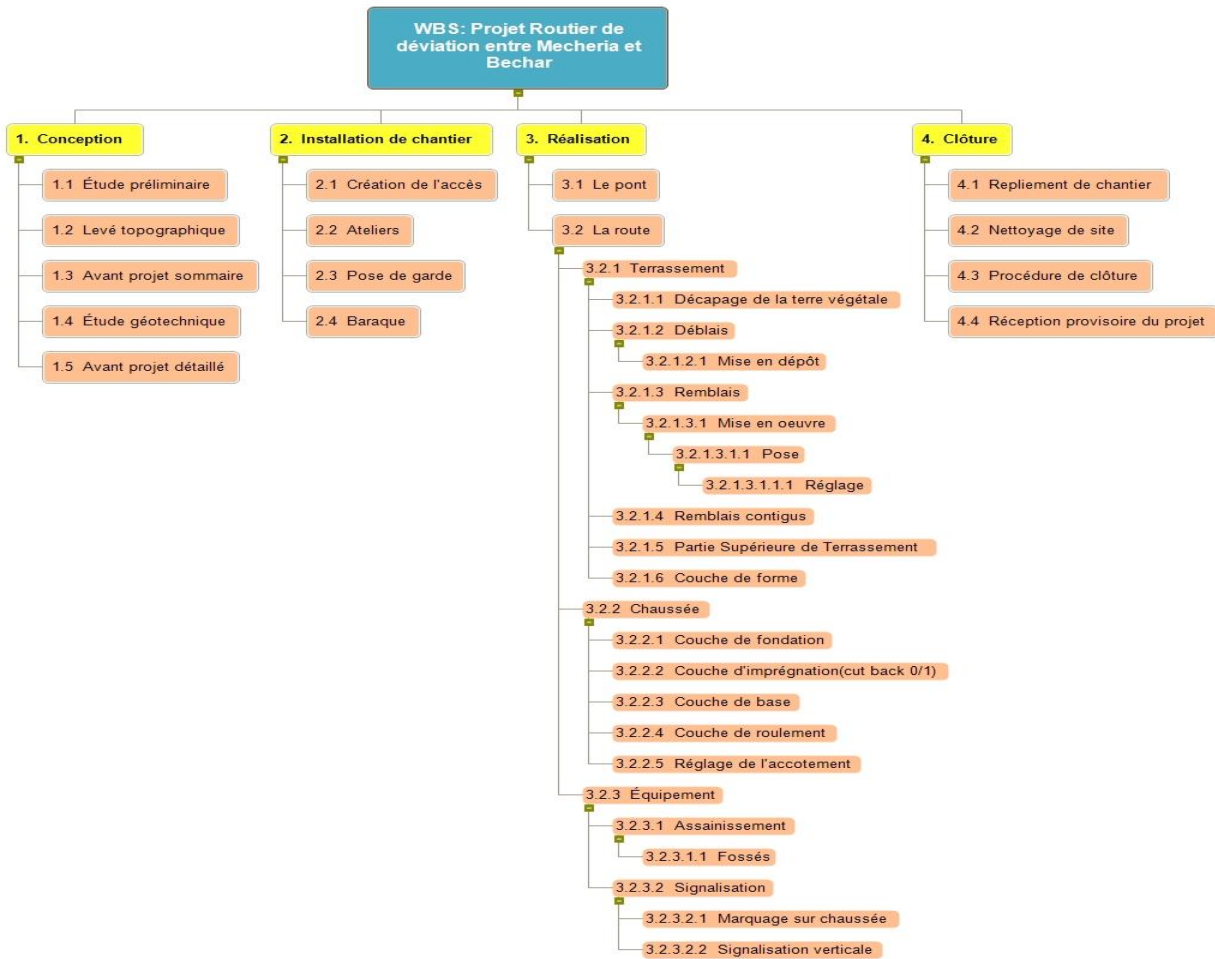 WBS: Projet Routier de
déviation entre Mecheria et
Bechar
1. Conception
1.1 Étude préliminaire
1.2 Levé topographique
1.3 Avant projet sommaire
1.4 Étude géotechnique
1.5 Avant projet détaillé
2. Installation de chantier
2.1 Création de l'accès
2.2 Ateliers
2.3 Pose de garde
2.4 Baraque
3. Réalisation
3.1 Le pont
3.2 La route
3.2.1 Terrassement
3.2.1.1 Décapage de la terre végétale
3.2.1.2 Déblais
3.2.1.2.1 Mise en dépôt
3.2.1.3 Remblais
3.2.1.3.1 Mise en oeuvre
3.2.1.3.1.1 Pose
3.2.1.3.1.1.1 Réglage
3.2.1.4 Remblais contigus
3.2.1.5 Partie Supérieure de Terrassement
3.2.1.6 Couche de forme
3.2.2 Chaussée
3.2.2.1 Couche de fondation
3.2.2.2 Couche d'imprégnation(cut back 0/1)
3.2.2.3 Couche de base
3.2.2.4 Couche de roulement
3.2.2.5 Réglage de l'accotement
3.2.3 Équipement
3.2.3.1 Assainissement
3.2.3.1.1 Fossés
3.2.3.2 Signalisation
3.2.3.2.1 Marquage sur chaussée
3.2.3.2.2 Signalisation verticale
4. Clôture
4.1 Repliement de chantier
4.2 Nettoyage de site
4.3 Procédure de clôture
4.4 Réception provisoire du projet